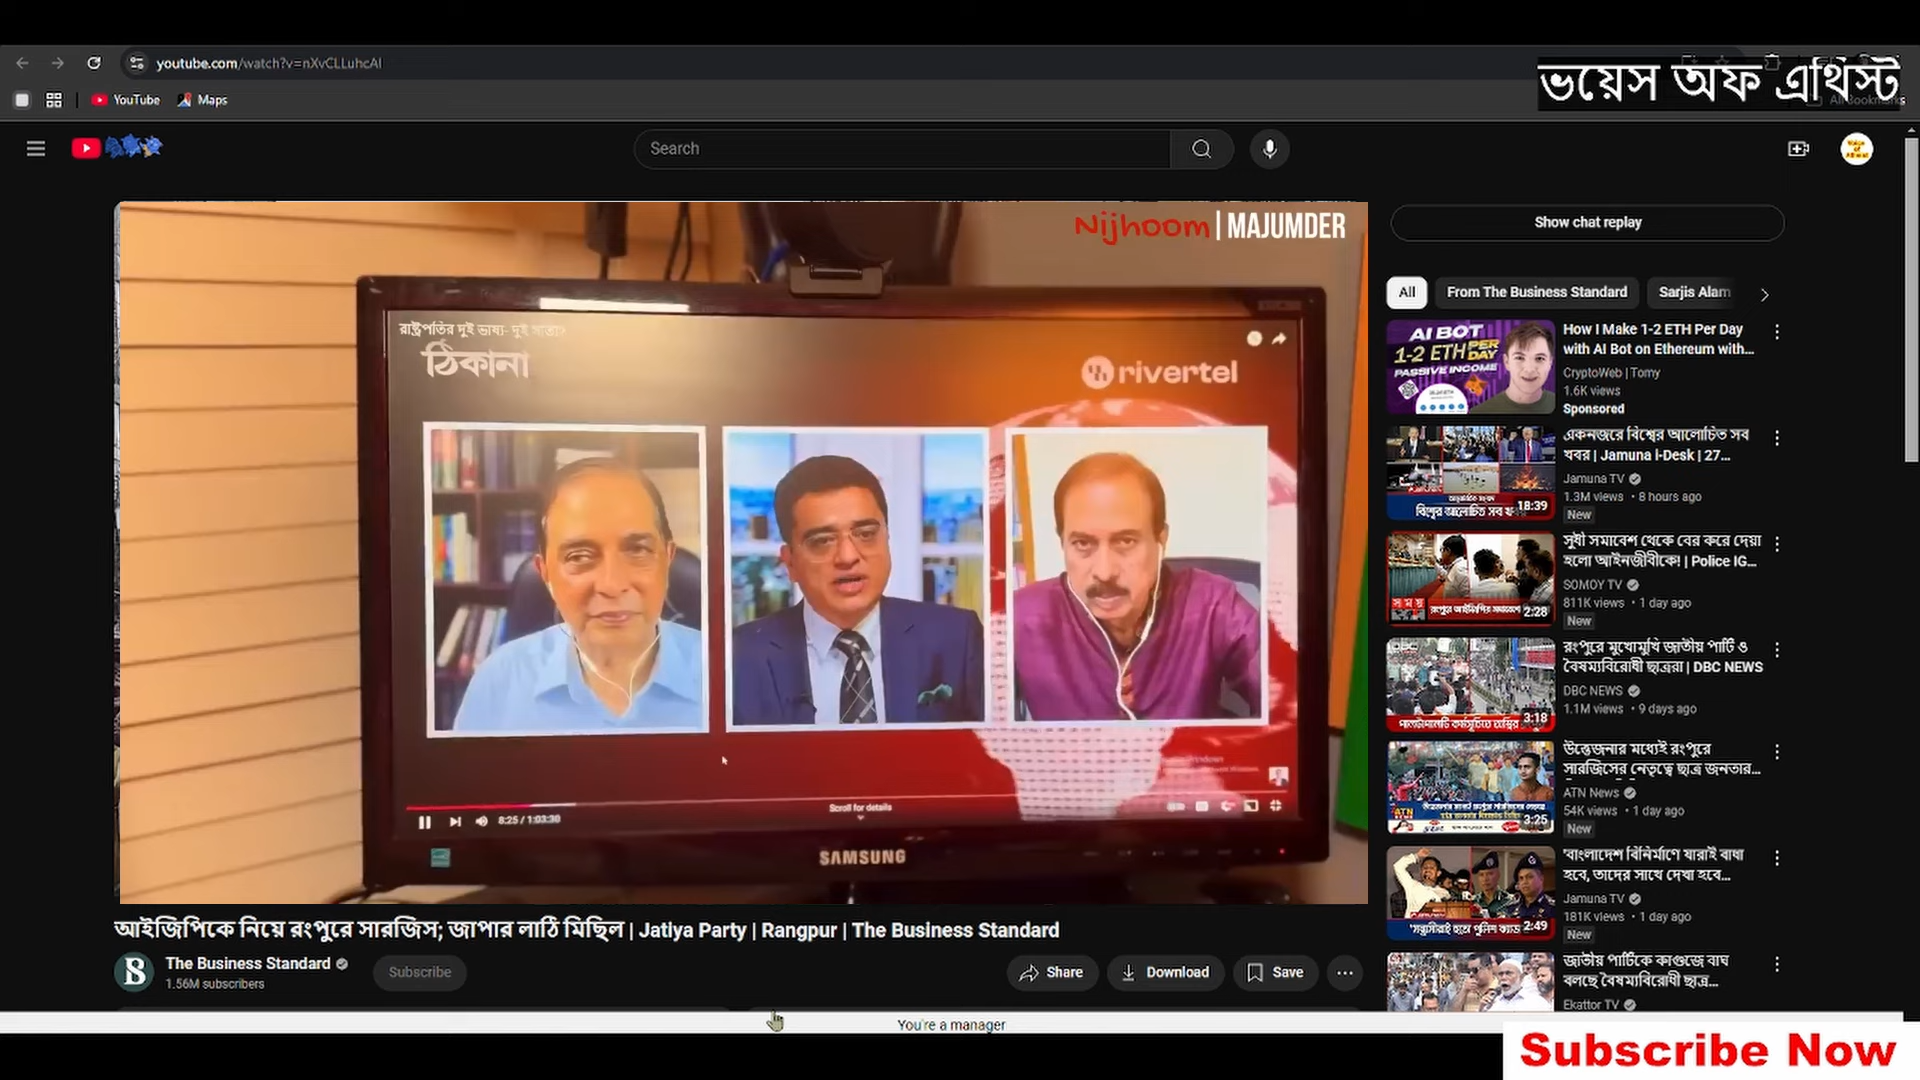 youtube.com/watch?v=nXvCLLuhcAI
ভয়েস অফ এথিস্ট
YouTube
Maps
Search
Nijhoom | MAJUMDER
রাষ্ট্রপতির দুই ভাষ্য- দুই সাত্তা?
ঠিকানা
rivertel
Scroll for details
8:25 / 1:03:30
SAMSUNG
আইজিপিকে নিয়ে রংপুরে সারজিস; জাপার লাঠি মিছিল | Jatiya Party | Rangpur | The Business Standard
The Business Standard
1.56M subscribers
Subscribe
Share
Download
Save
Show chat replay
All
From The Business Standard
Sarjis Alam
AI BOT
1-2 ETH PER DAY
PASSIVE INCOME
How I Make 1-2 ETH Per Day
with AI Bot on Ethereum with...
CryptoWeb | Tomy
1.6K views
Sponsored
একনজরে বিশ্বের আলোচিত সব
খবর | Jamuna i-Desk | 27...
Jamuna TV
1.3M views • 8 hours ago
New
বিশ্বের আলোচিত সব
18:39
সুধী সমাবেশ থেকে বের করে দেয়া
হলো আইনজীবীকে! | Police IG...
SOMOY TV
811K views • 1 day ago
New
সময়
2:28
রংপুরে মুখোমুখি জাতীয় পার্টি ও
বৈষম্যবিরোধী ছাত্ররা | DBC NEWS
DBC NEWS
1.1M views • 9 days ago
3:18
উত্তেজনার মধ্যেই রংপুরে
সারজিসের নেতৃত্বে ছাত্র জনতার...
ATN News
54K views • 1 day ago
New
3:25
'বাংলাদেশ বিনির্মাণে যারাই বাধা
হবে, তাদের সাথে দেখা হবে...
Jamuna TV
181K views • 1 day ago
New
2:49
জাতীয় পার্টিকে কাগুজে বাঘ
বলছে বৈষম্যবিরোধী ছাত্র...
Ekattor TV
You're a manager
Subscribe Now